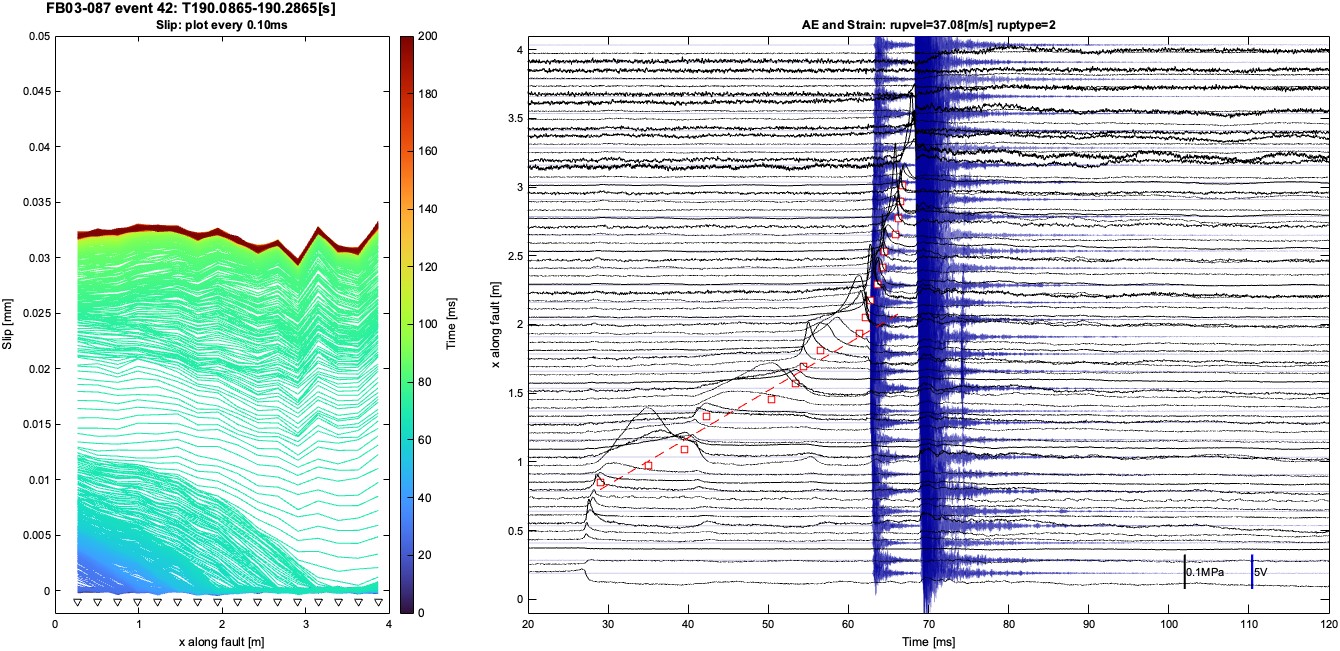 FB03-087 event 42: T190.0865-190.2865[s]
Slip: plot every 0.10ms
0.05
0.045
0.04
0.035
0.03
0.025
0.02
0.015
0.01
0.005
0
Slip [mm]
0 1 2 3 4
x along fault [m]
200
180
160
140
120
100
80
60
40
20
0
Time [ms]
AE and Strain: rupvel=37.08[m/s] ruptype=2
4
3.5
3
2.5
2
1.5
1
0.5
0
x along fault [m]
0.1MPa
5V
20 30 40 50 60 70 80 90 100 110 120
Time [ms]